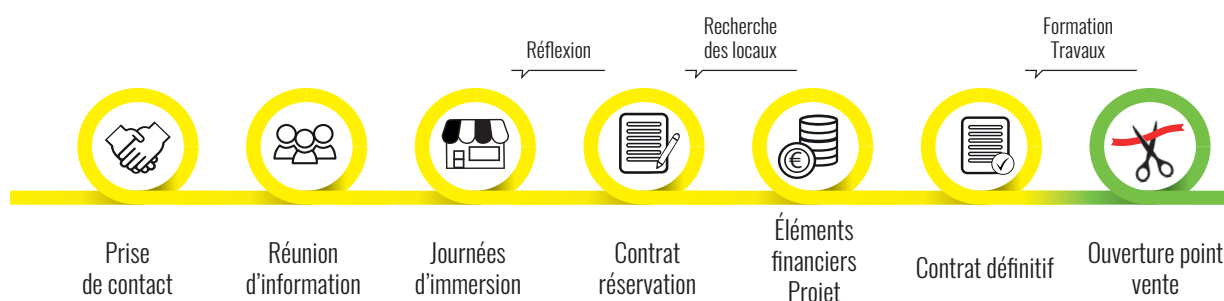 Réflexion
Recherche
des locaux
Formation
Travaux
Prise
de contact
Réunion
d'information
Journées
d'immersion
Contrat
réservation
Éléments
financiers
Projet
Contrat définitif
Ouverture point
vente